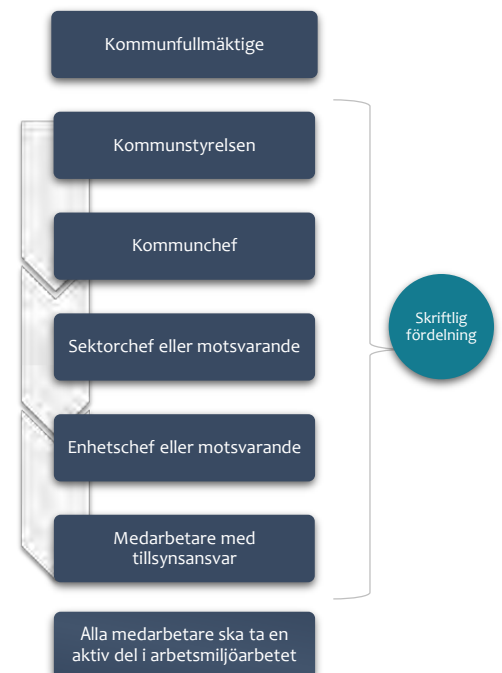 Kommunfullmäktige
Kommunstyrelsen
Kommunchef
Sektorchef eller motsvarande
Enhetschef eller motsvarande
Medarbetare med
tillsynsansvar
Alla medarbetare ska ta en
aktiv del i arbetsmiljöarbetet
Skriftlig
fördelning